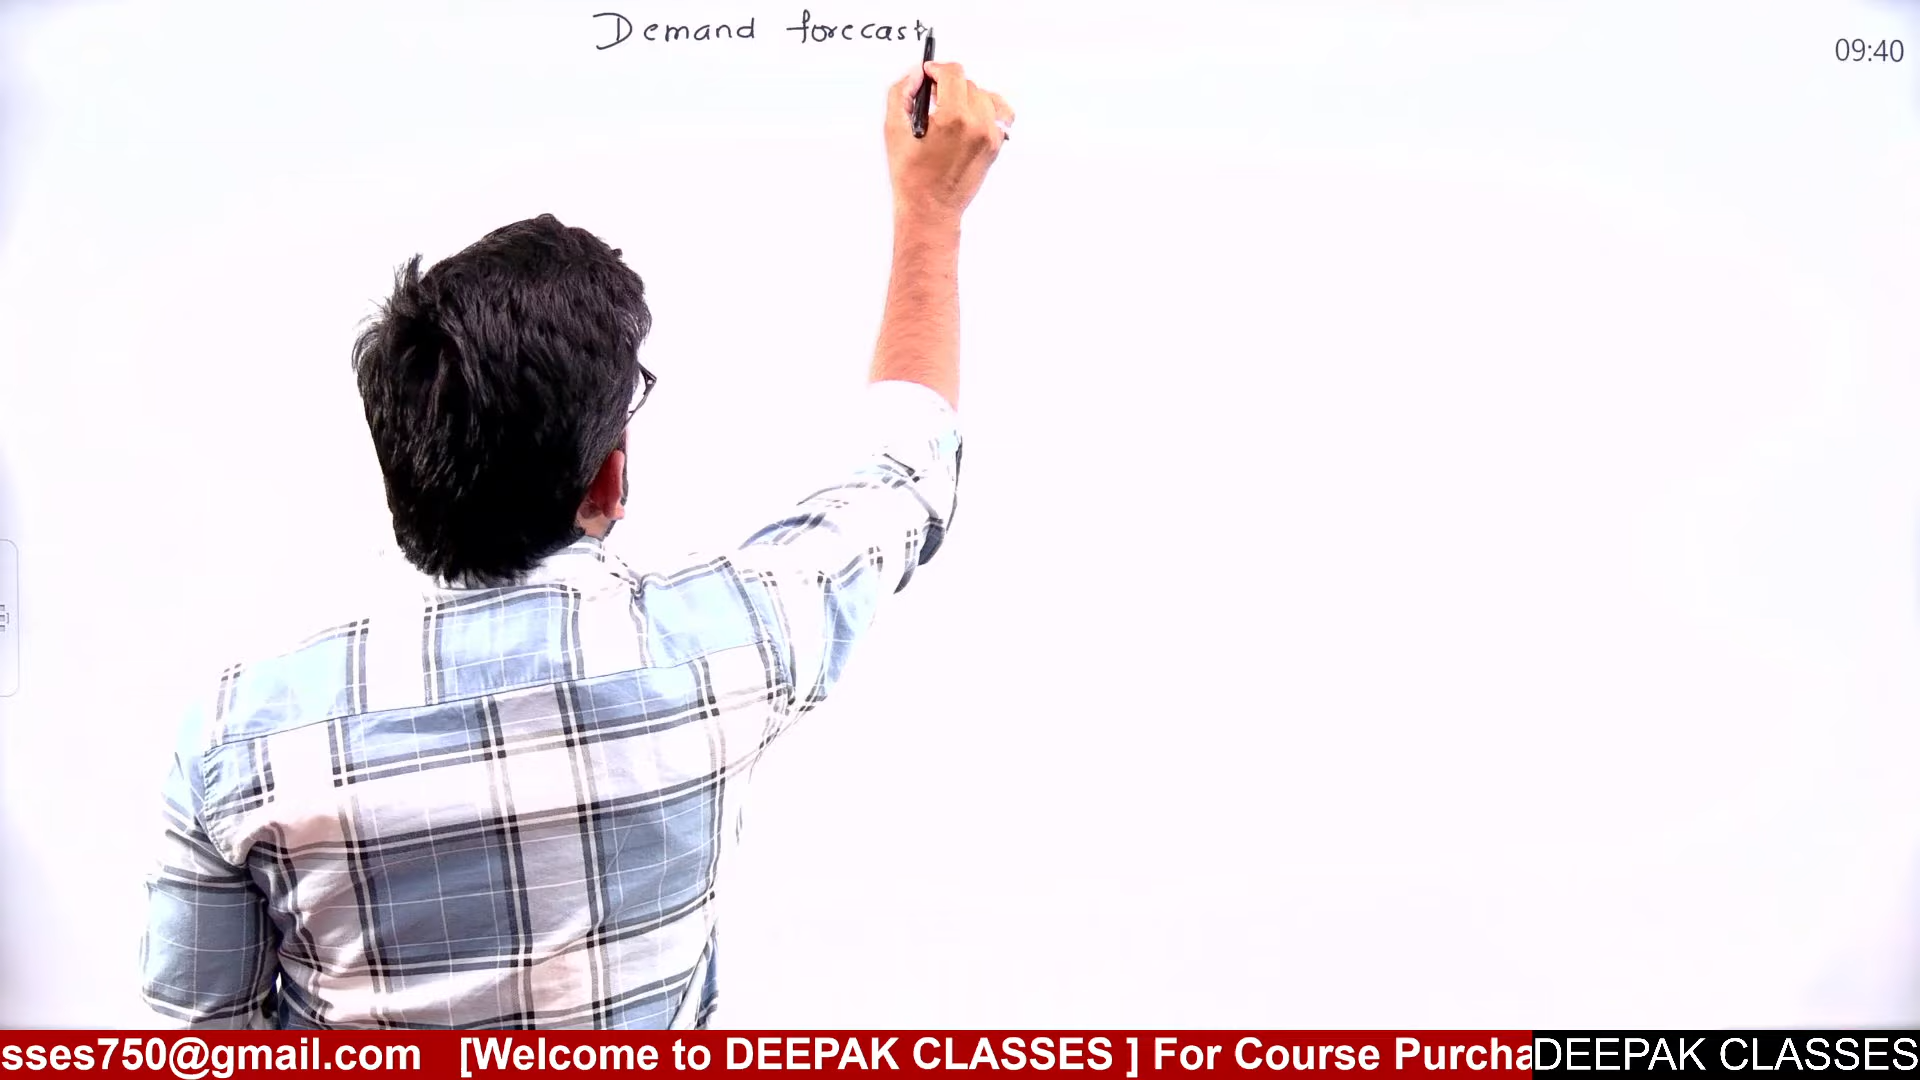 Demand forecast
09:40
sses750@gmail.com [Welcome to DEEPAK CLASSES ] For Course Purcha
DEEPAK CLASSES